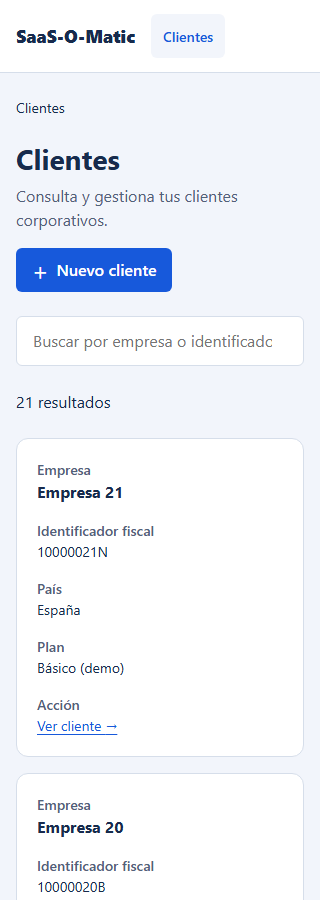 SaaS-O-Matic Clientes
Clientes
Clientes
Consulta y gestiona tus clientes
corporativos.
+ Nuevo cliente
Buscar por empresa o identificadc
21 resultados
Empresa
Empresa 21
Identificador fiscal
10000021N
País
España
Plan
Básico (demo)
Acción
Ver cliente →
Empresa
Empresa 20
Identificador fiscal
10000020B